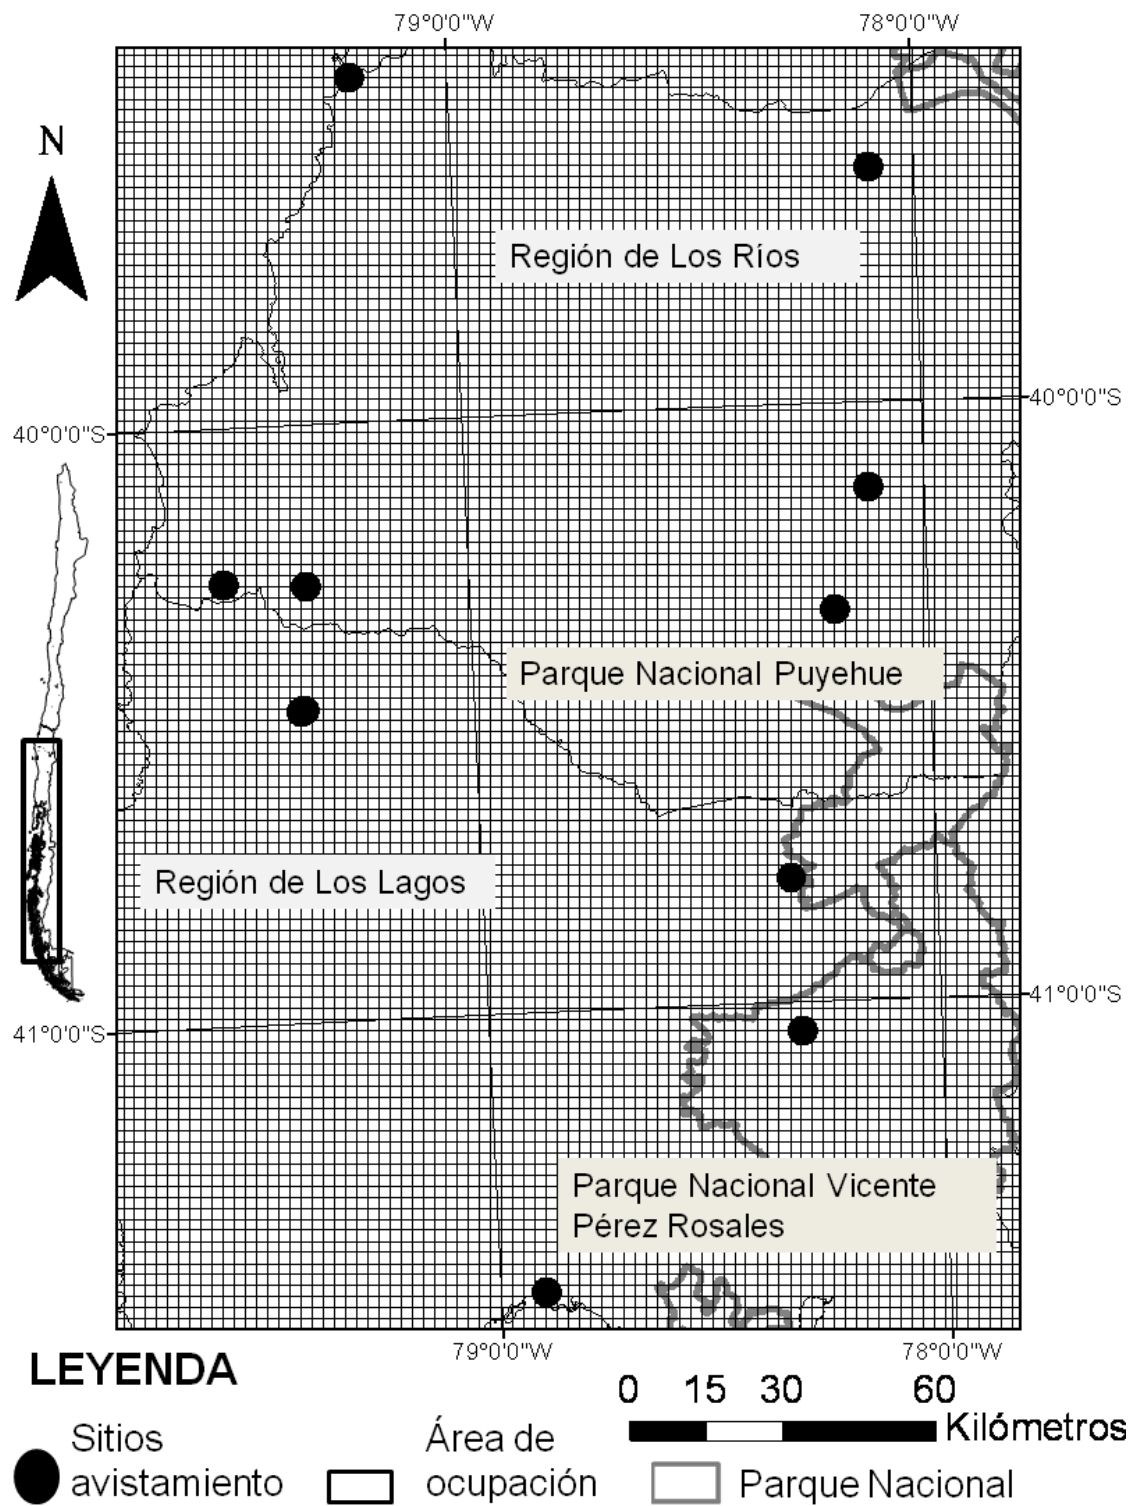 79°0'0"W
78°0'0"W
N
Región de Los Ríos
40°0'0"S
40°0'0"S
Parque Nacional Puyehue
Región de Los Lagos
41°0'0"S
41°0'0"S
Parque Nacional Vicente
Pérez Rosales
79°0'0"W
78°0'0"W
LEYENDA
0 15 30 60
Kilómetros
Sitios
avistamiento
Área de
ocupación
Parque Nacional